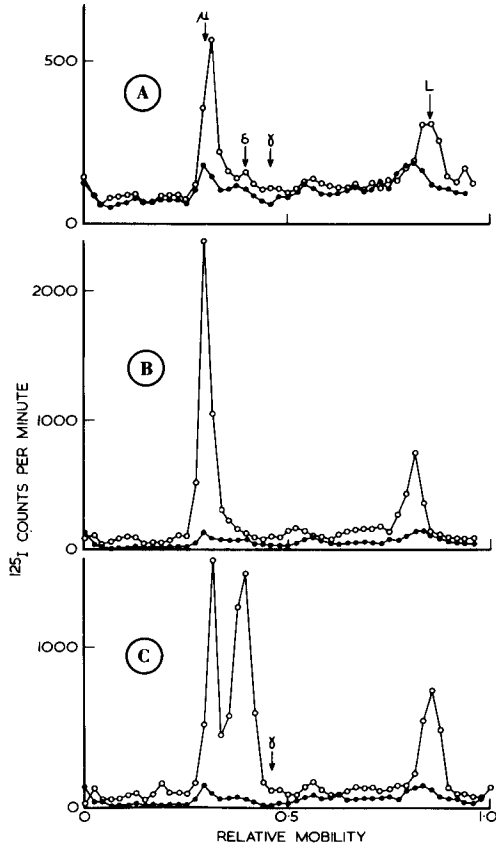 μ
500
A
δ
γ
L
0
2000
B
1000
0
125I COUNTS PER MINUTE
1000
C
γ
0
0
0·5
1·0
RELATIVE MOBILITY